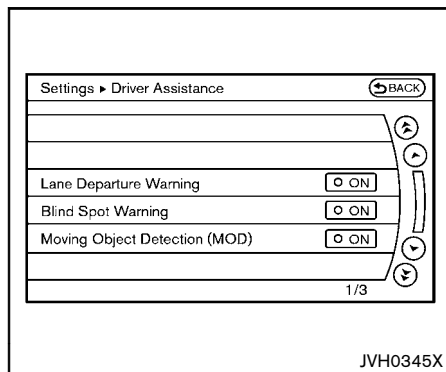 Settings ▸ Driver Assistance BACK
Lane Departure Warning ON
Blind Spot Warning ON
Moving Object Detection (MOD) ON
1/3
JVH0345X